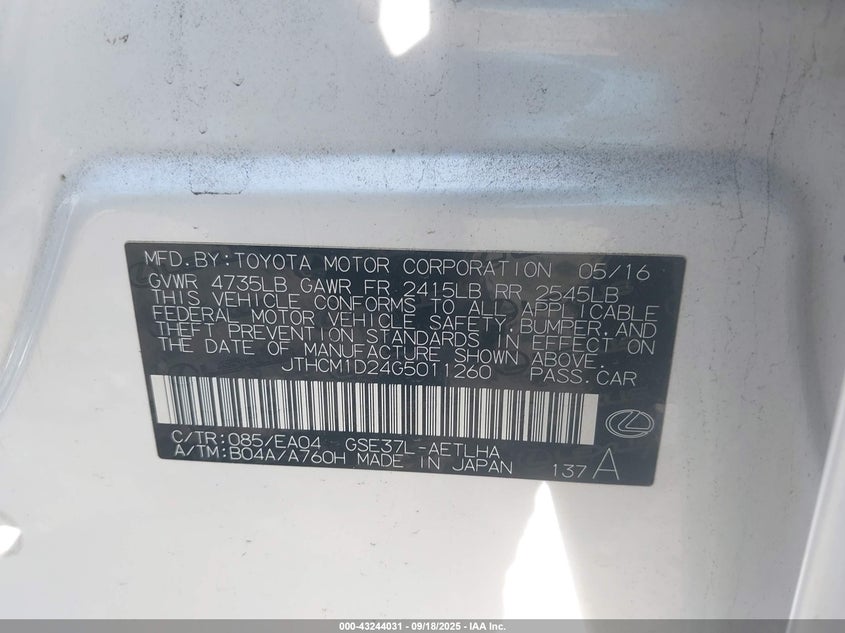 MFD.BY:TOYOTA MOTOR CORPORATION 05/16
GVWR 4735LB GAWR FR 2415LB RR 2545LB
THIS VEHICLE CONFORMS TO ALL APPLICABLE
FEDERAL MOTOR VEHICLE SAFETY,BUMPER,AND
THEFT PREVENTION STANDARDS IN EFFECT ON
THE DATE OF MANUFACTURE SHOWN ABOVE.
JTHCM1D24G5011260 PASS.CAR
C/TR:085/EA04 GSE37L-AETLHA
A/TM:B04A/A760H MADE IN JAPAN 137A
000-43244031 - 09/18/2025 - IAA Inc.